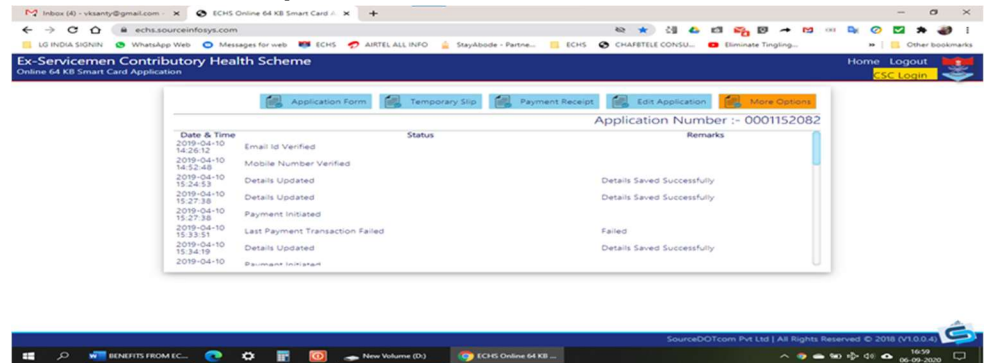 Inbox (4) - vksanty@gmail.com -
ECHS Online 64 KB Smart Card A
echs.sourceinfosys.com
LG INDIA SIGNIN WhatsApp Web Messages for web ECHS AIRTEL ALL INFO StayAbode - Partne... ECHS CHAFBTELE CONSU... Eliminate Tingling... Other bookmarks
Ex-Servicemen Contributory Health Scheme
Online 64 KB Smart Card Application
Home Logout
CSC Login
Application Form Temporary Slip Payment Receipt Edit Application More Options
Application Number :- 0001152082
Date & Time Status Remarks
2019-04-10
14:26:12 Email Id Verified
2019-04-10
14:52:48 Mobile Number Verified
2019-04-10
15:24:53 Details Updated Details Saved Successfully
2019-04-10
15:27:38 Details Updated Details Saved Successfully
2019-04-10
15:27:38 Payment Initiated
2019-04-10
15:33:51 Last Payment Transaction Failed Failed
2019-04-10
15:34:19 Details Updated Details Saved Successfully
2019-04-10 Payment Initiated
SourceDOTcom Pvt Ltd | All Rights Reserved © 2018 (V1.0.0.4)
BENEFITS FROM EC... New Volume (D:) ECHS Online 64 KB ...
16:59
06-09-2020